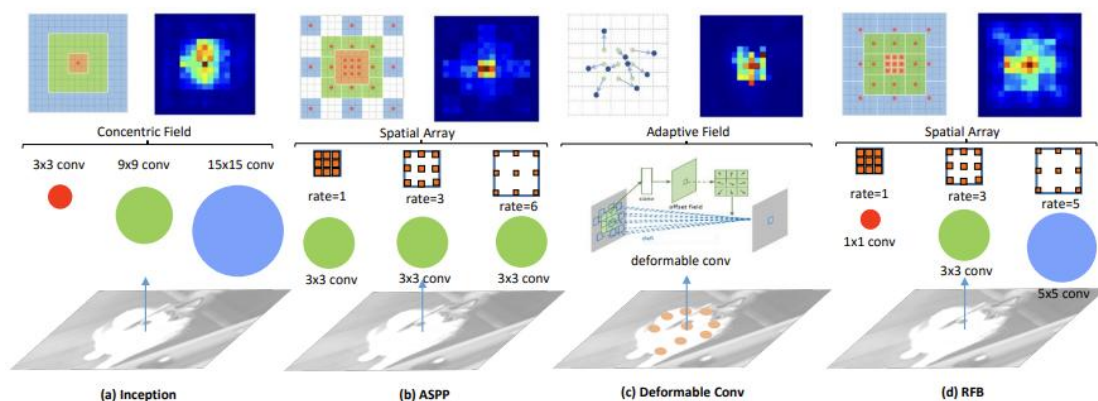 Concentric Field
3x3 conv
9x9 conv
15x15 conv
(a) Inception
Spatial Array
rate=1
rate=3
rate=6
3x3 conv
3x3 conv
3x3 conv
(b) ASPP
Adaptive Field
offset field
deformable conv
(c) Deformable Conv
Spatial Array
rate=1
rate=3
rate=5
1x1 conv
3x3 conv
5x5 conv
(d) RFB